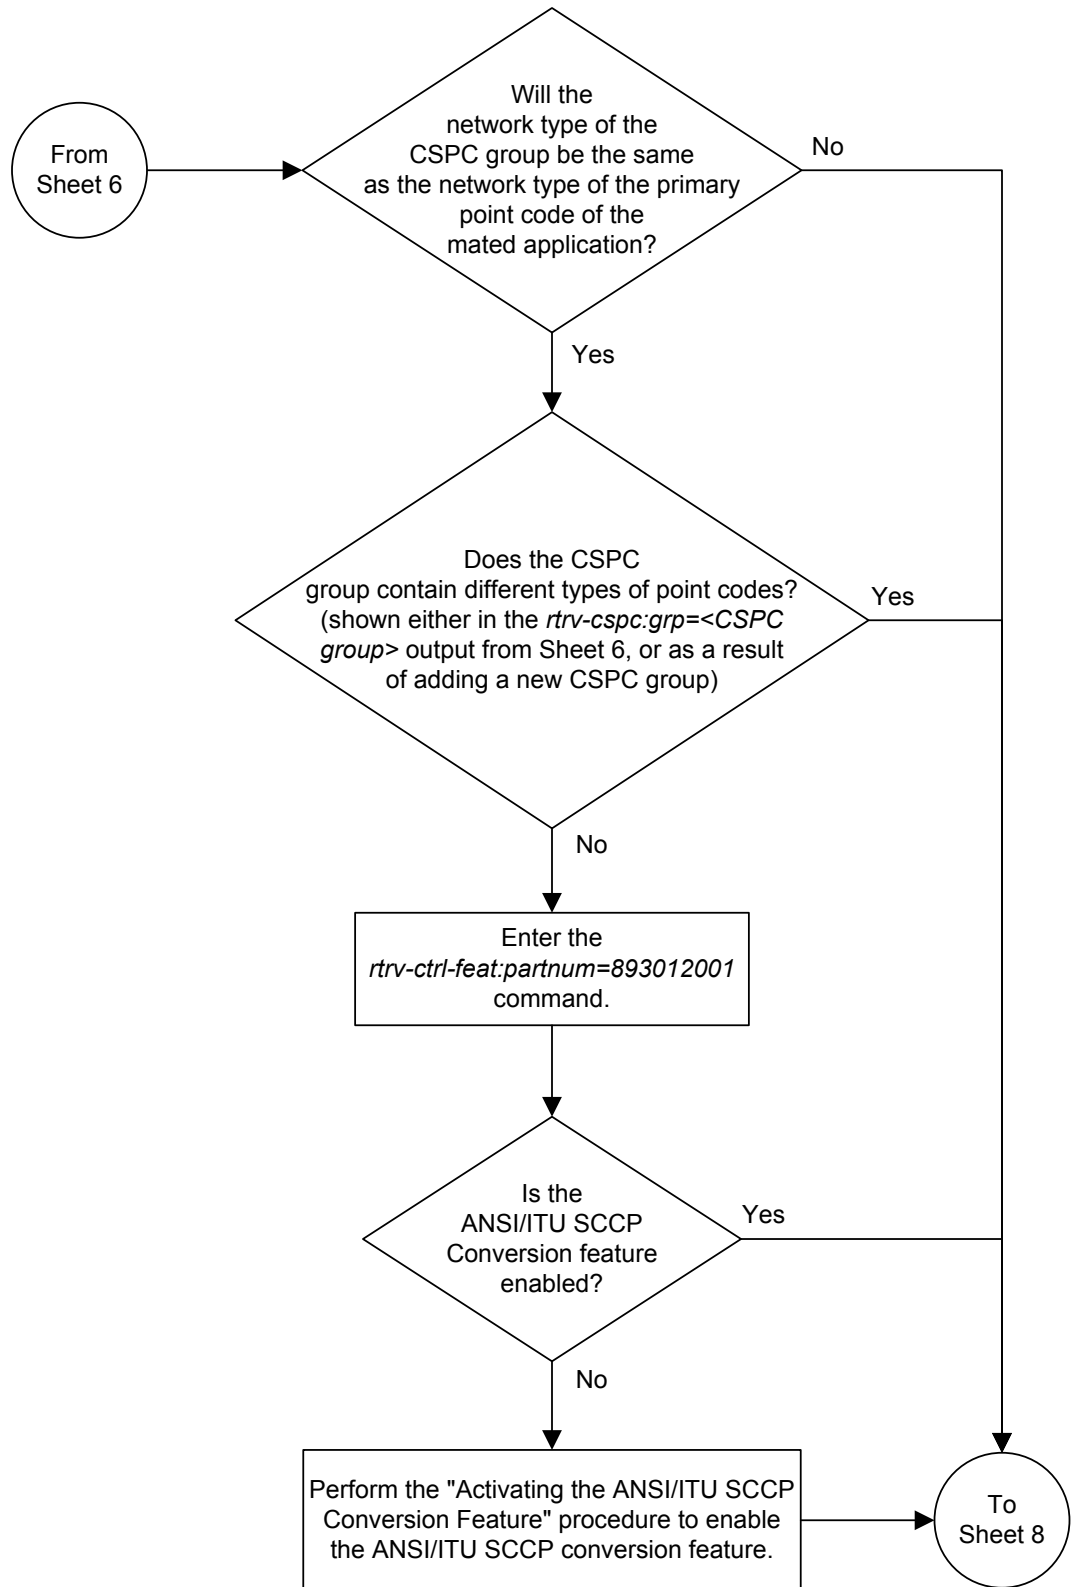 From
Sheet 6
Will the
network type of the
CSPC group be the same
as the network type of the primary
point code of the
mated application?
No
Yes
Does the CSPC
group contain different types of point codes?
(shown either in the rtrv-cspc:grp=<CSPC
group> output from Sheet 6, or as a result
of adding a new CSPC group)
Yes
No
Enter the
rtrv-ctrl-feat:partnum=893012001
command.
Is the
ANSI/ITU SCCP
Conversion feature
enabled?
Yes
No
Perform the "Activating the ANSI/ITU SCCP
Conversion Feature" procedure to enable
the ANSI/ITU SCCP conversion feature.
To
Sheet 8